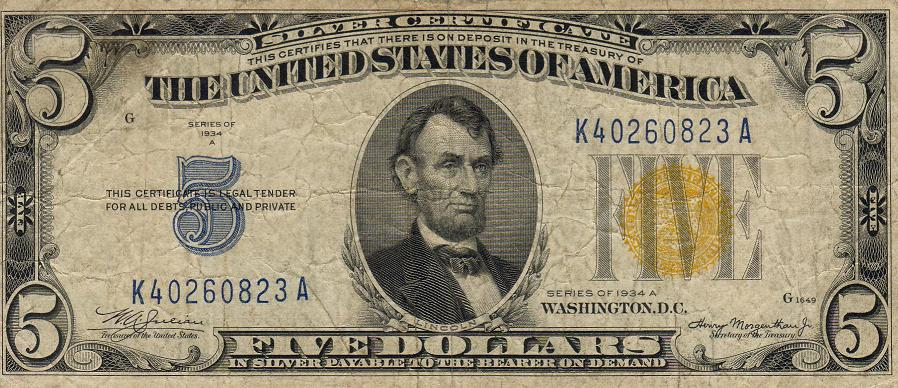 SILVER CERTIFICATE
THIS CERTIFIES THAT THERE IS ON DEPOSIT IN THE TREASURY OF
THE UNITED STATES OF AMERICA
5
5
G
SERIES OF
1934
A
K40260823A
5
THIS CERTIFICATE IS LEGAL TENDER
FOR ALL DEBTS PUBLIC AND PRIVATE
FIVE
FIVE
FIVE
K40260823A
SERIES OF 1934 A
WASHINGTON, D.C.
G 1649
W. A. Julian
Treasurer of the United States.
LINCOLN
Henry Morgenthau Jr
Secretary of the Treasury.
5
5
FIVE DOLLARS
IN SILVER PAYABLE TO THE BEARER ON DEMAND